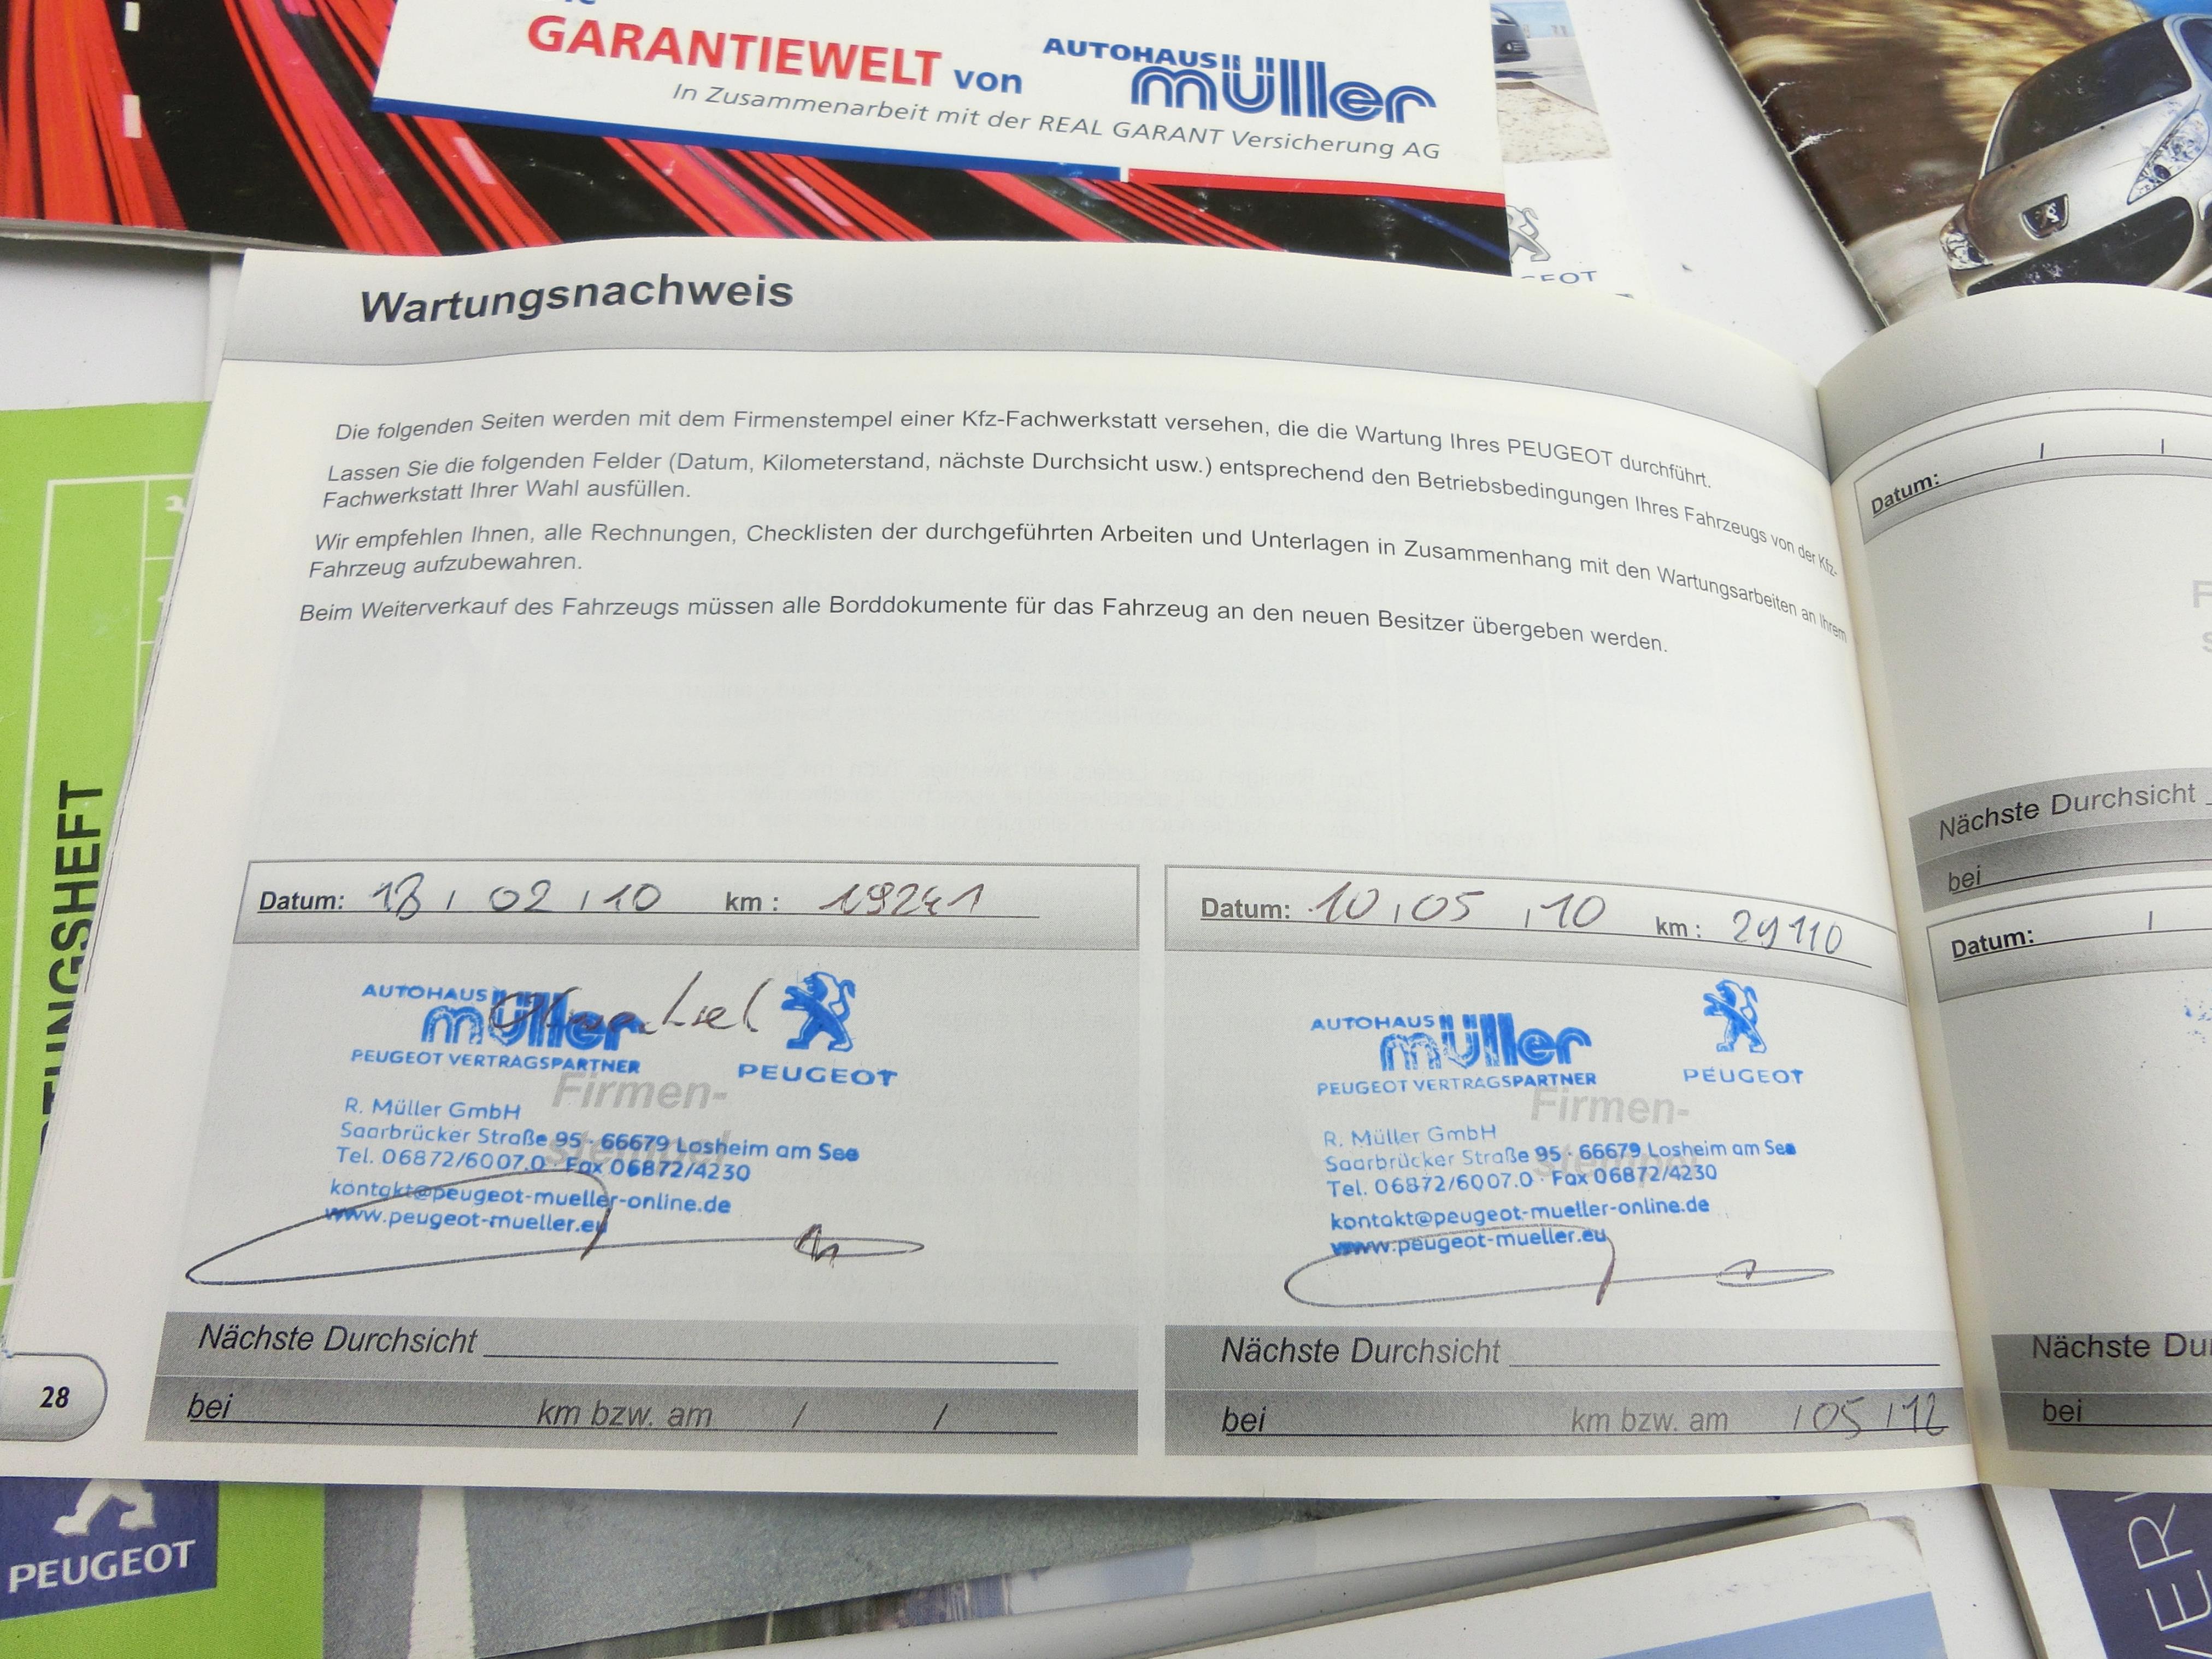 GARANTIEWELT von AUTOHAUS müller
In Zusammenarbeit mit der REAL GARANT Versicherung AG
Wartungsnachweis
Die folgenden Seiten werden mit dem Firmenstempel einer Kfz-Fachwerkstatt versehen, die die Wartung Ihres PEUGEOT durchführt.
Lassen Sie die folgenden Felder (Datum, Kilometerstand, nächste Durchsicht usw.) entsprechend den Betriebsbedingungen Ihres Fahrzeugs von der Kfz-
Fachwerkstatt Ihrer Wahl ausfüllen.
Wir empfehlen Ihnen, alle Rechnungen, Checklisten der durchgeführten Arbeiten und Unterlagen in Zusammenhang mit den Wartungsarbeiten an Ihrem
Fahrzeug aufzubewahren.
Beim Weiterverkauf des Fahrzeugs müssen alle Borddokumente für das Fahrzeug an den neuen Besitzer übergeben werden.
Datum: 18 / 02 / 10 km : 19241
AUTOHAUS
müller
PEUGEOT VERTRAGSPARTNER
PEUGEOT
Firmen-
stempel
R. Müller GmbH
Saarbrücker Straße 95 · 66679 Losheim am See
Tel. 06872/6007.0 · Fax 06872/4230
kontakt@peugeot-mueller-online.de
www.peugeot-mueller.eu
Nächste Durchsicht
bei km bzw. am / /
28
Datum: 10 / 05 / 10 km : 29110
AUTOHAUS
müller
PEUGEOT VERTRAGSPARTNER
PEUGEOT
Firmen-
stempel
R. Müller GmbH
Saarbrücker Straße 95 · 66679 Losheim am See
Tel. 06872/6007.0 · Fax 06872/4230
kontakt@peugeot-mueller-online.de
www.peugeot-mueller.eu
Nächste Durchsicht
bei km bzw. am / 05 / 12
Datum: / /
Nächste Durchsicht
bei
Datum: /
Nächste
bei
PEUGEOT